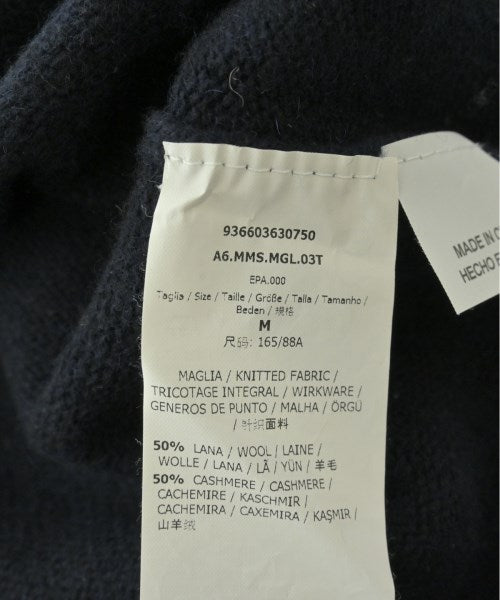 936603630750
A6.MMS.MGL.03T
EPA.000
Taglia / Size / Taille / Größe / Talla / Tamanho /
Beden / 規格
M
尺码: 165/88A
MAGLIA / KNITTED FABRIC /
TRICOTAGE INTEGRAL / WIRKWARE /
GENEROS DE PUNTO / MALHA / ÖRGÜ
/ 针织面料
50% LANA / WOOL / LAINE /
WOLLE / LANA / LÃ / YÜN / 羊毛
50% CASHMERE / CASHMERE /
CACHEMIRE / KASCHMIR /
CACHEMIRA / CAXEMIRA / KAŞMIR /
山羊绒
MADE IN
HECHO